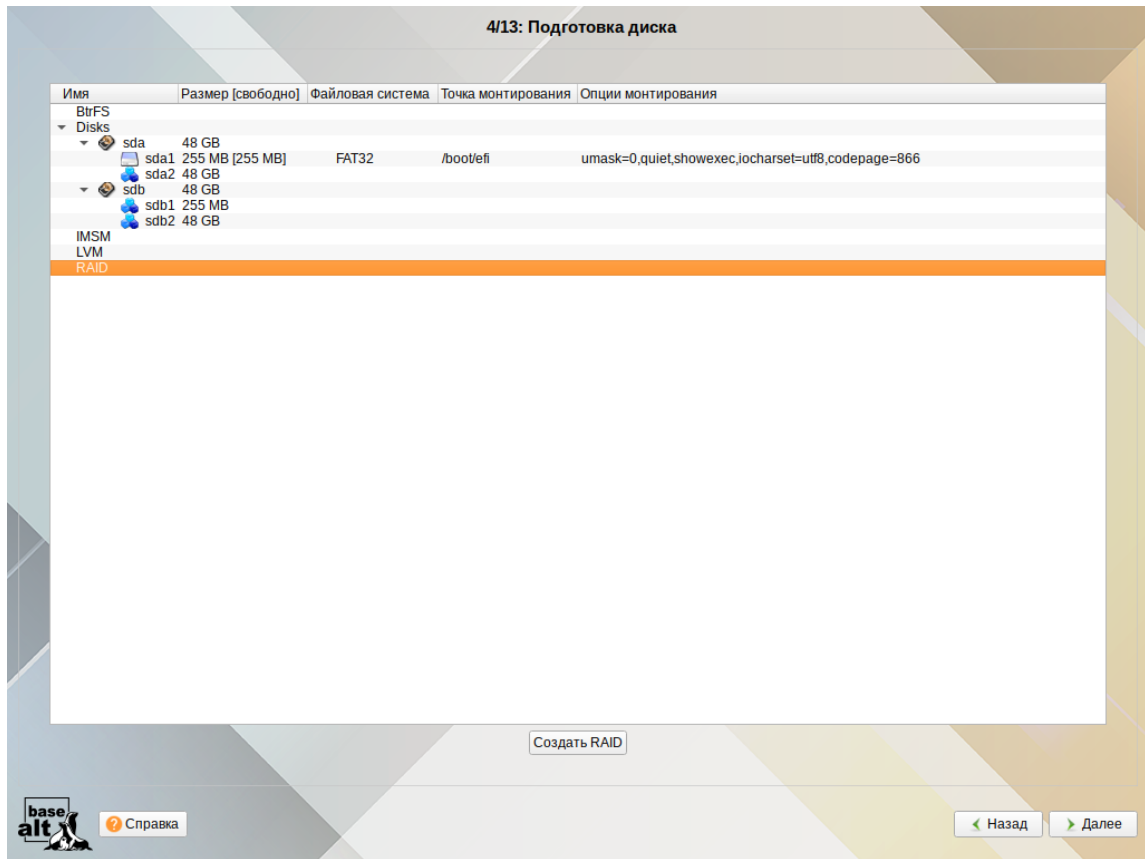 4/13: Подготовка диска
Имя Размер [свободно] Файловая система Точка монтирования Опции монтирования
BtrFS
Disks
sda 48 GB
sda1 255 MB [255 MB] FAT32 /boot/efi umask=0,quiet,showexec,iocharset=utf8,codepage=866
sda2 48 GB
sdb 48 GB
sdb1 255 MB
sdb2 48 GB
IMSM
LVM
RAID
Создать RAID
base
alt
Справка
Назад
Далее